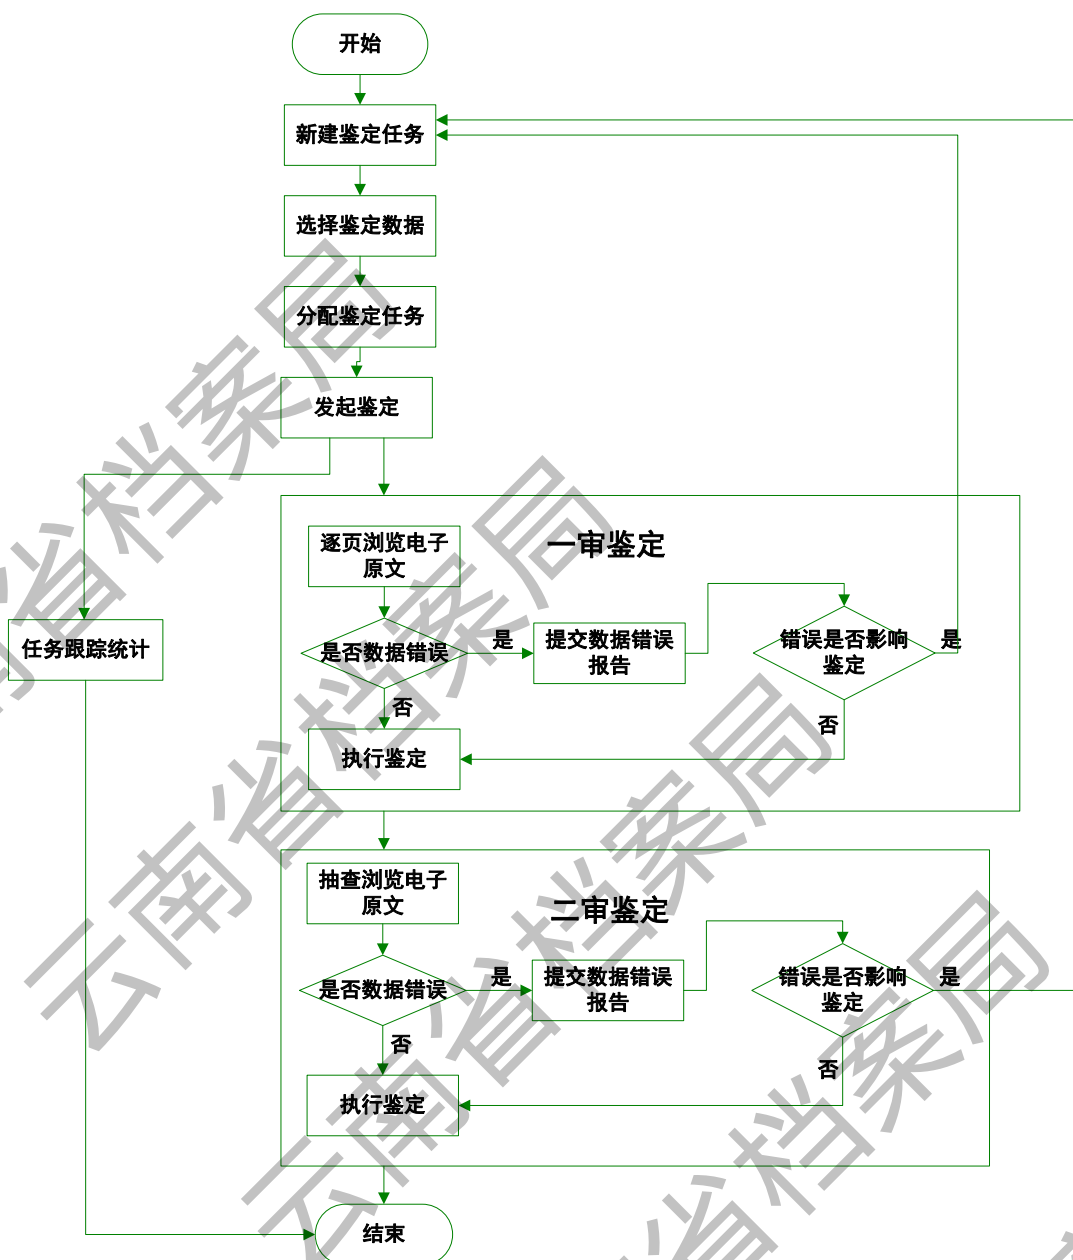 开始
新建鉴定任务
选择鉴定数据
分配鉴定任务
发起鉴定
一审鉴定
逐页浏览电子
原文
任务跟踪统计
是否数据错误
是
提交数据错误
报告
错误是否影响
鉴定
是
否
否
执行鉴定
二审鉴定
抽查浏览电子
原文
是否数据错误
是
提交数据错误
报告
错误是否影响
鉴定
是
否
否
执行鉴定
结束
云南省档案局
云南省档案局
云南省档案局
省档案局